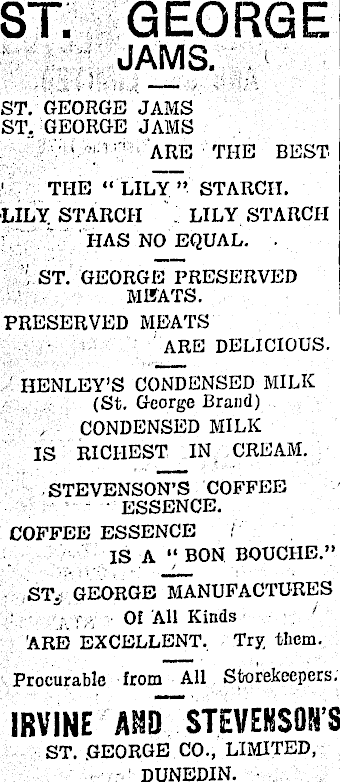 ST. GEORGE
JAMS.
ST. GEORGE JAMS
ST. GEORGE JAMS
ARE THE BEST
THE "LILY" STARCH.
LILY STARCH LILY STARCH
HAS NO EQUAL.
ST. GEORGE PRESERVED
MEATS.
PRESERVED MEATS
ARE DELICIOUS.
HENLEY'S CONDENSED MILK
(St. George Brand)
CONDENSED MILK
IS RICHEST IN CREAM.
STEVENSON'S COFFEE
ESSENCE.
COFFEE ESSENCE
IS A "BON BOUCHE."
ST. GEORGE MANUFACTURES
Of All Kinds
ARE EXCELLENT. Try them.
Procurable from All Storekeepers.
IRVINE AND STEVENSON'S
ST. GEORGE CO., LIMITED,
DUNEDIN.